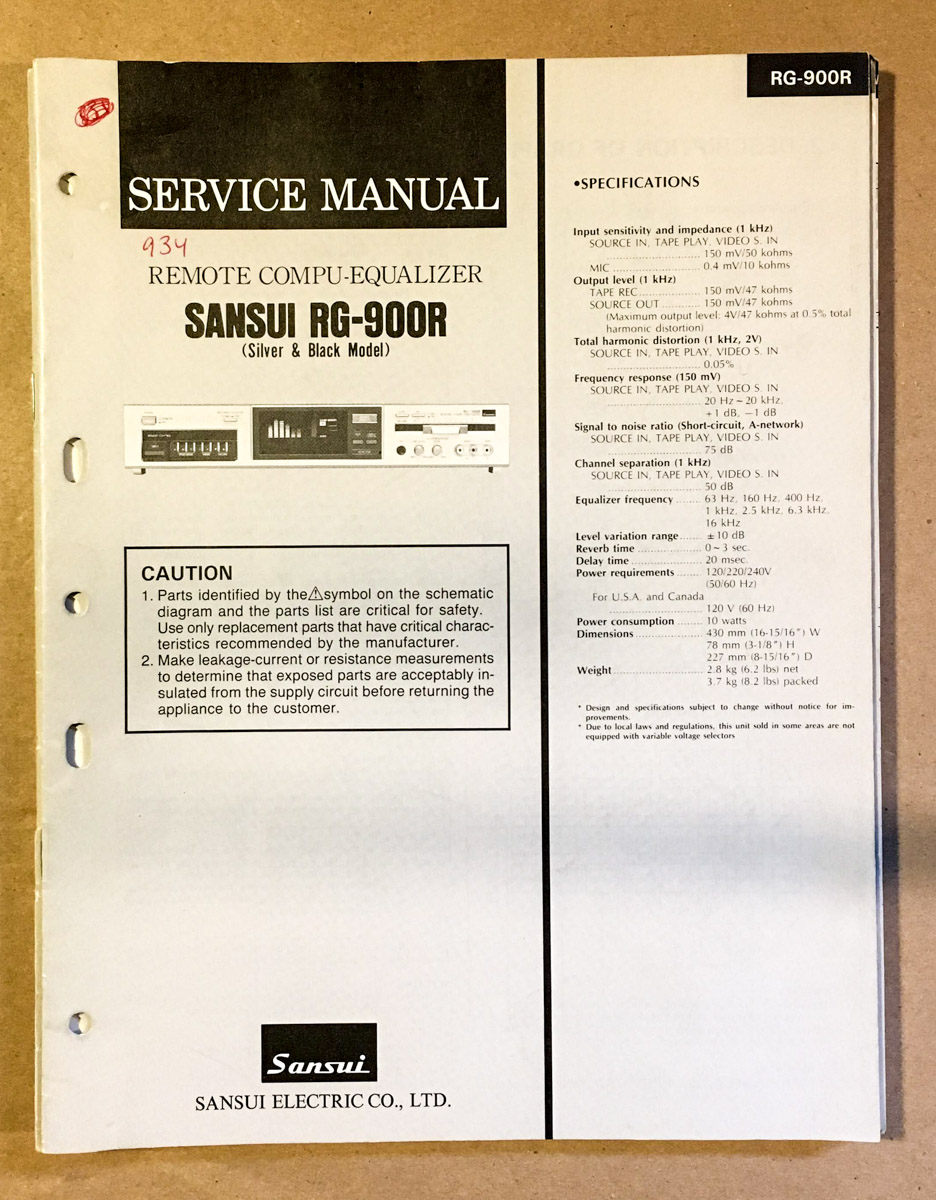 RG-900R
SERVICE MANUAL
934
REMOTE COMPU-EQUALIZER
SANSUI RG-900R
(Silver & Black Model)
CAUTION
1. Parts identified by the⚠symbol on the schematic
diagram and the parts list are critical for safety.
Use only replacement parts that have critical charac-
teristics recommended by the manufacturer.
2. Make leakage-current or resistance measurements
to determine that exposed parts are acceptably in-
sulated from the supply circuit before returning the
appliance to the customer.
Sansui
SANSUI ELECTRIC CO., LTD.
•SPECIFICATIONS
Input sensitivity and impedance (1 kHz)
SOURCE IN, TAPE PLAY, VIDEO S. IN
.......................... 150 mV/50 kohms
MIC ........................ 0.4 mV/10 kohms
Output level (1 kHz)
TAPE REC................. 150 mV/47 kohms
SOURCE OUT ........... 150 mV/47 kohms
(Maximum output level: 4V/47 kohms at 0.5% total
harmonic distortion)
Total harmonic distortion (1 kHz, 2V)
SOURCE IN, TAPE PLAY, VIDEO S. IN
.......................... 0.05%
Frequency response (150 mV)
SOURCE IN, TAPE PLAY, VIDEO S. IN
.......................... 20 Hz ~ 20 kHz,
+1 dB, −1 dB
Signal to noise ratio (Short-circuit, A-network)
SOURCE IN, TAPE PLAY, VIDEO S. IN
.......................... 75 dB
Channel separation (1 kHz)
SOURCE IN, TAPE PLAY, VIDEO S. IN
.......................... 50 dB
Equalizer frequency ........ 63 Hz, 160 Hz, 400 Hz,
1 kHz, 2.5 kHz, 6.3 kHz,
16 kHz
Level variation range...... ±10 dB
Reverb time .................. 0 ~ 3 sec.
Delay time.................... 20 msec.
Power requirements ....... 120/220/240V
(50/60 Hz)
For U.S.A. and Canada
.......................... 120 V (60 Hz)
Power consumption ........ 10 watts
Dimensions ................... 430 mm (16-15/16") W
78 mm (3-1/8") H
227 mm (8-15/16") D
Weight......................... 2.8 kg (6.2 lbs) net
3.7 kg (8.2 lbs) packed
* Design and specifications subject to change without notice for im-
provements.
* Due to local laws and regulations, this unit sold in some areas are not
equipped with variable voltage selectors